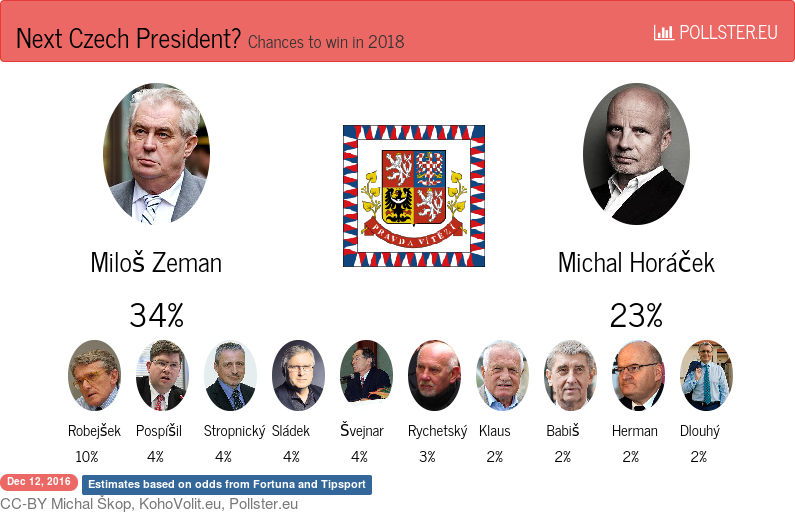 Next Czech President? Chances to win in 2018
POLLSTER.EU
PRAVDA VÍTĚZÍ
Miloš Zeman Michal Horáček
34% 23%
Robejšek Pospíšil Stropnický Sládek Švejnar Rychetský Klaus Babiš Herman Dlouhý
10% 4% 4% 4% 4% 3% 2% 2% 2% 2%
Dec 12, 2016 Estimates based on odds from Fortuna and Tipsport
CC-BY Michal Škop, KohoVolit.eu, Pollster.eu